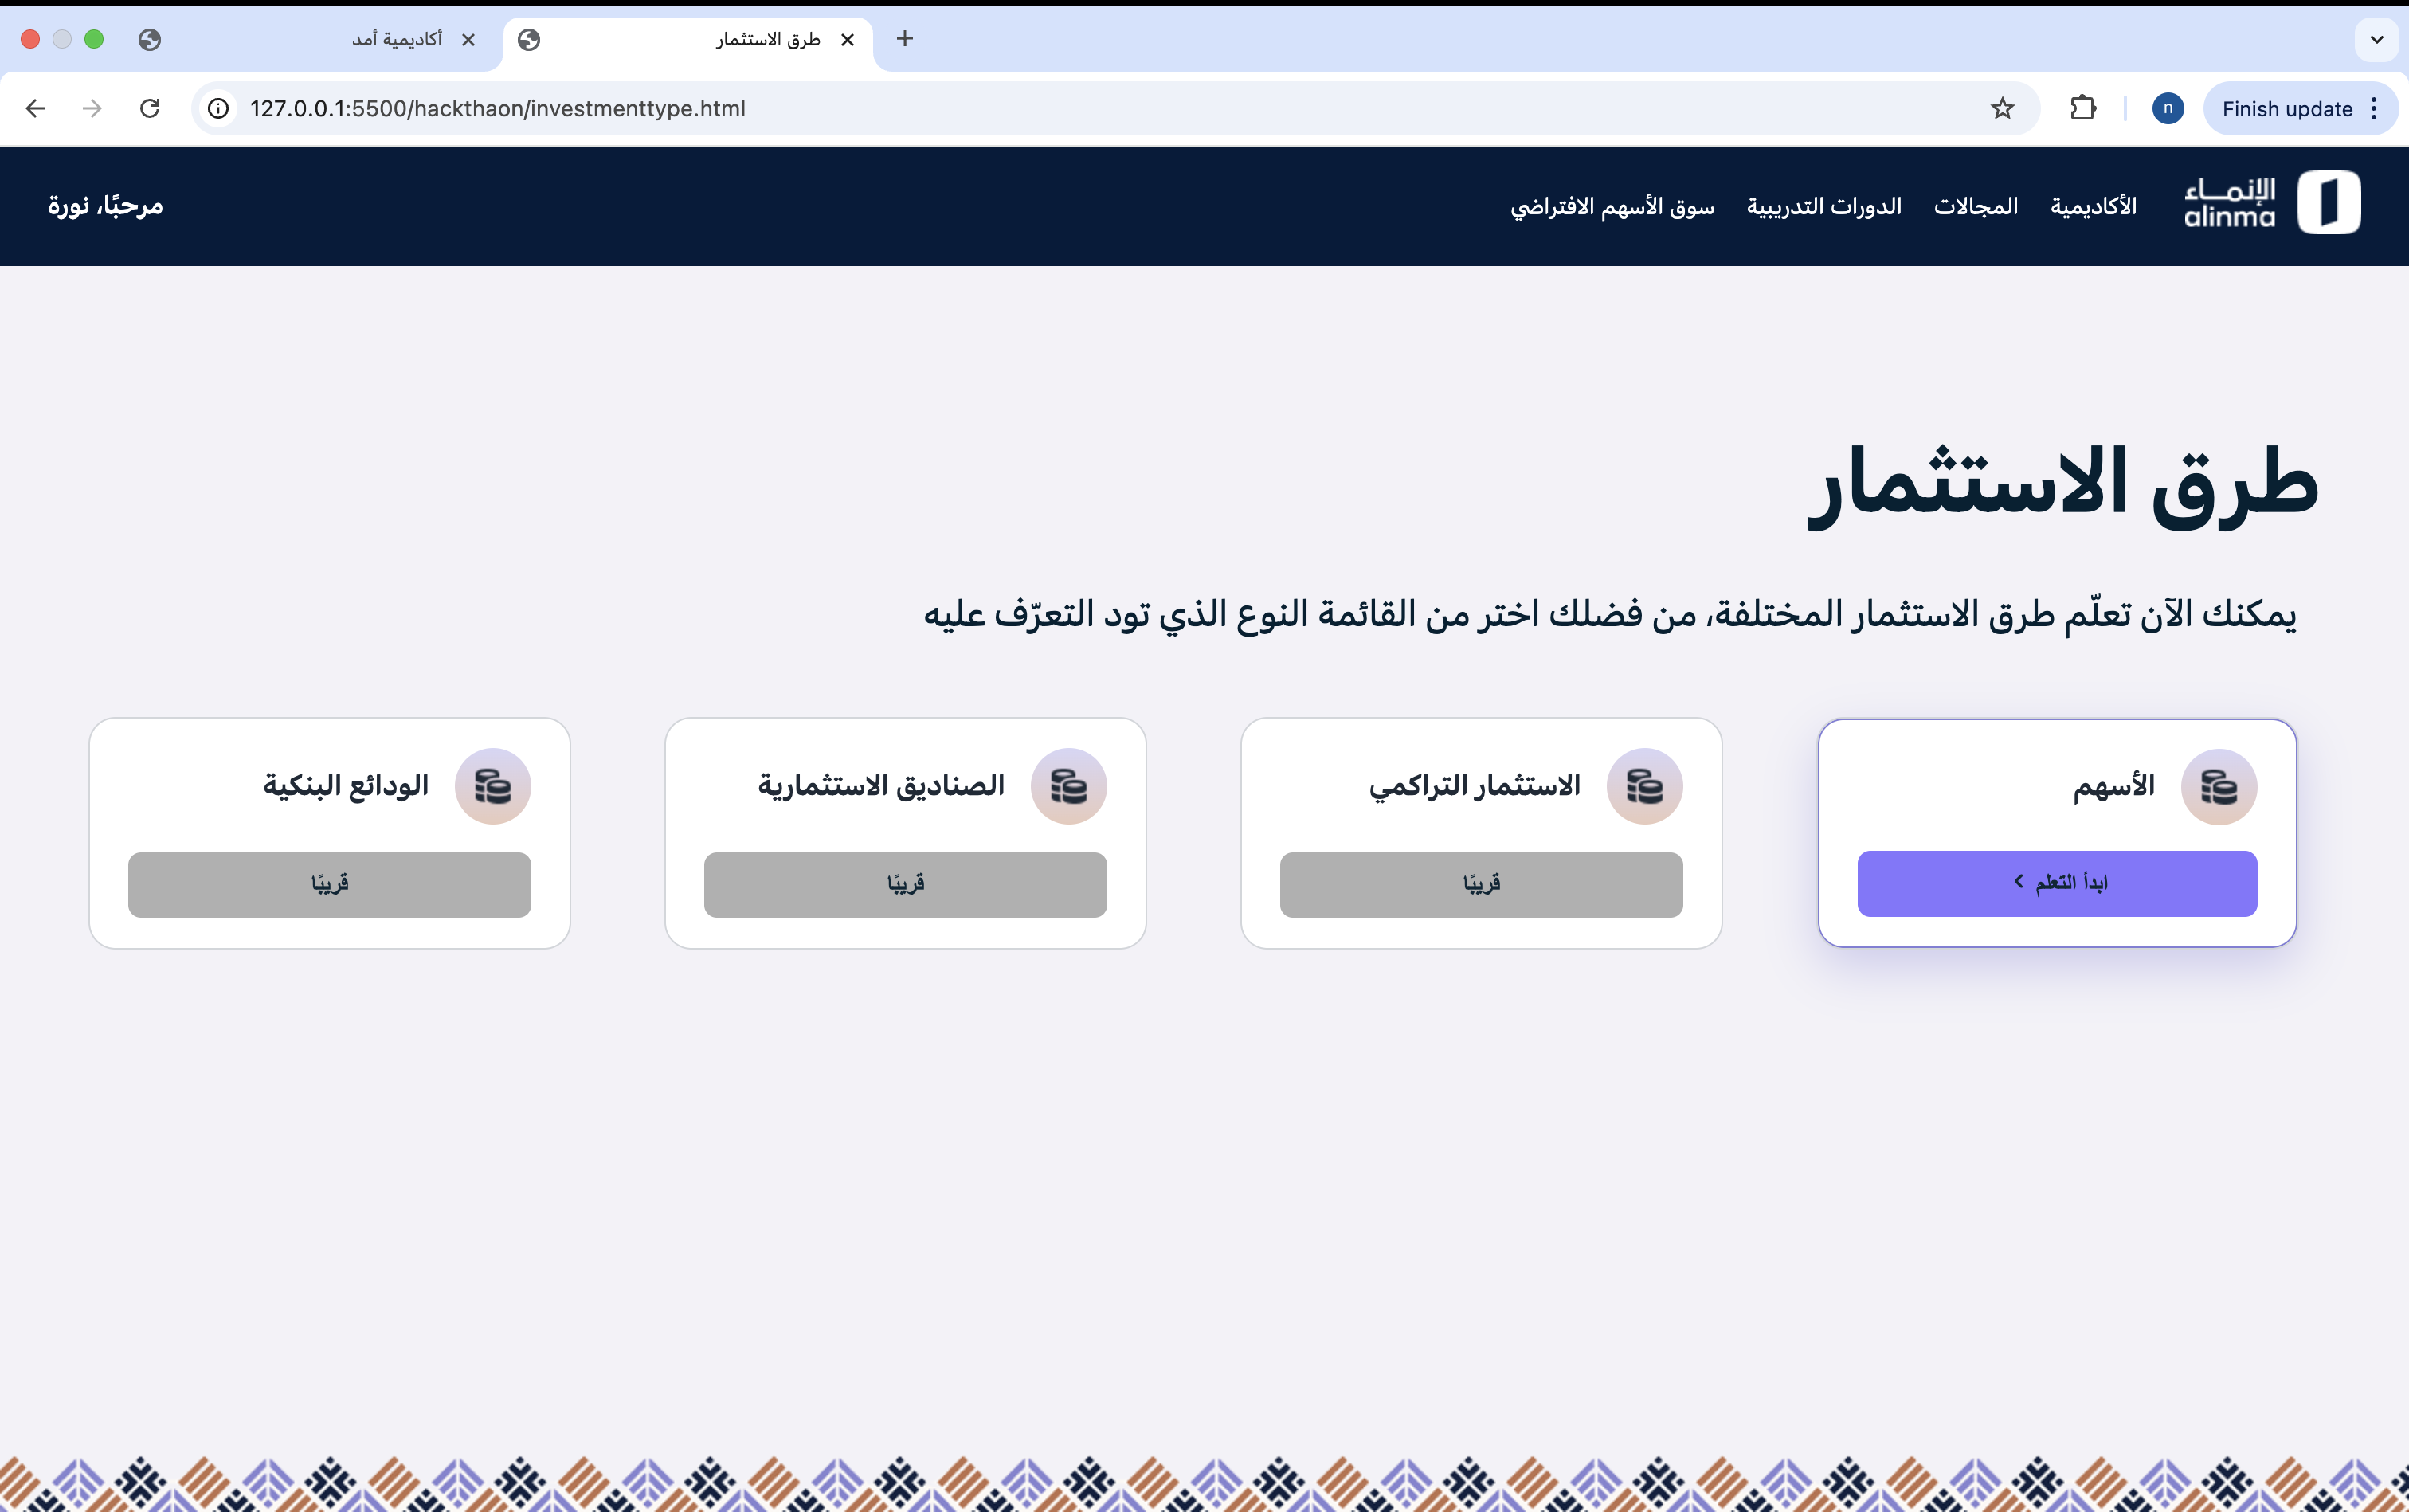 أكاديمية أمد
طرق الاستثمار
127.0.0.1:5500/hackthaon/investmenttype.html
n
Finish update
الإنماء
alinma
الأكاديمية
المجالات
الدورات التدريبية
سوق الأسهم الافتراضي
مرحبًا، نورة
طرق الاستثمار
يمكنك الآن تعلّم طرق الاستثمار المختلفة، من فضلك اختر من القائمة النوع الذي تود التعرّف عليه
الأسهم
ابدأ التعلم
الاستثمار التراكمي
قريبًا
الصناديق الاستثمارية
قريبًا
الودائع البنكية
قريبًا